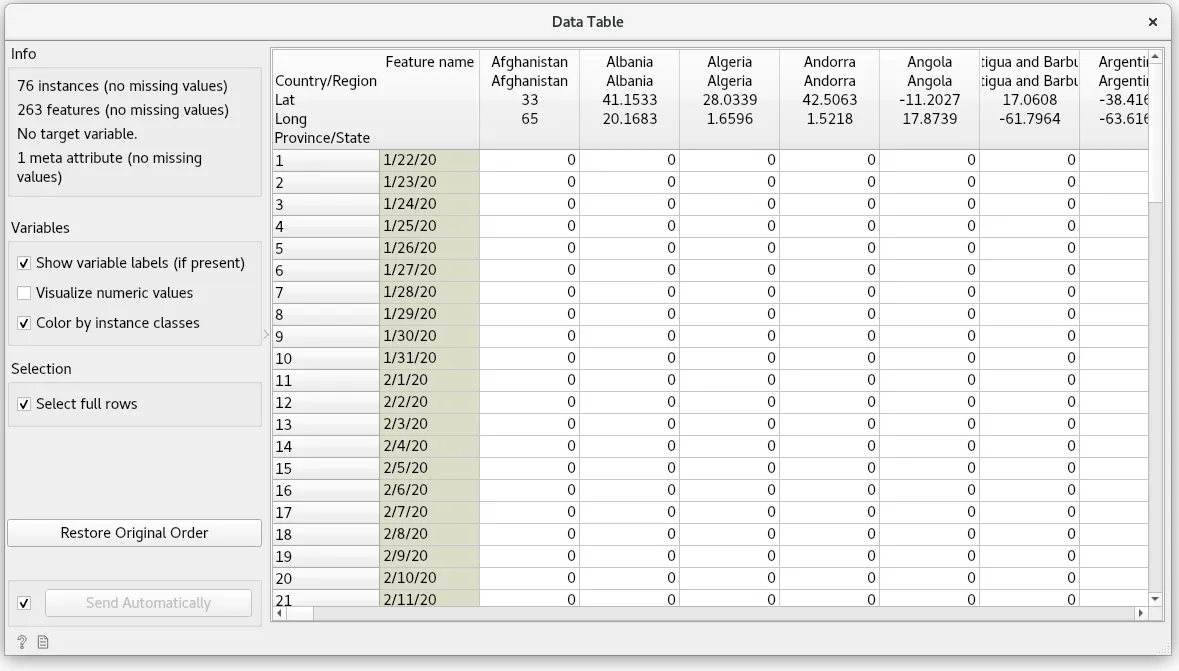 Data Table
Info
76 instances (no missing values)
263 features (no missing values)
No target variable.
1 meta attribute (no missing
values)
Variables
Show variable labels (if present)
Visualize numeric values
Color by instance classes
Selection
Select full rows
Restore Original Order
Send Automatically
Feature name Afghanistan Albania Algeria Andorra Angola tigua and Barbu Argentin
Country/Region Afghanistan Albania Algeria Andorra Angola tigua and Barbu Argentin
Lat 33 41.1533 28.0339 42.5063 -11.2027 17.0608 -38.416
Long 65 20.1683 1.6596 1.5218 17.8739 -61.7964 -63.616
Province/State
1 1/22/20 0 0 0 0 0 0
2 1/23/20 0 0 0 0 0 0
3 1/24/20 0 0 0 0 0 0
4 1/25/20 0 0 0 0 0 0
5 1/26/20 0 0 0 0 0 0
6 1/27/20 0 0 0 0 0 0
7 1/28/20 0 0 0 0 0 0
8 1/29/20 0 0 0 0 0 0
9 1/30/20 0 0 0 0 0 0
10 1/31/20 0 0 0 0 0 0
11 2/1/20 0 0 0 0 0 0
12 2/2/20 0 0 0 0 0 0
13 2/3/20 0 0 0 0 0 0
14 2/4/20 0 0 0 0 0 0
15 2/5/20 0 0 0 0 0 0
16 2/6/20 0 0 0 0 0 0
17 2/7/20 0 0 0 0 0 0
18 2/8/20 0 0 0 0 0 0
19 2/9/20 0 0 0 0 0 0
20 2/10/20 0 0 0 0 0 0
21 2/11/20 0 0 0 0 0 0